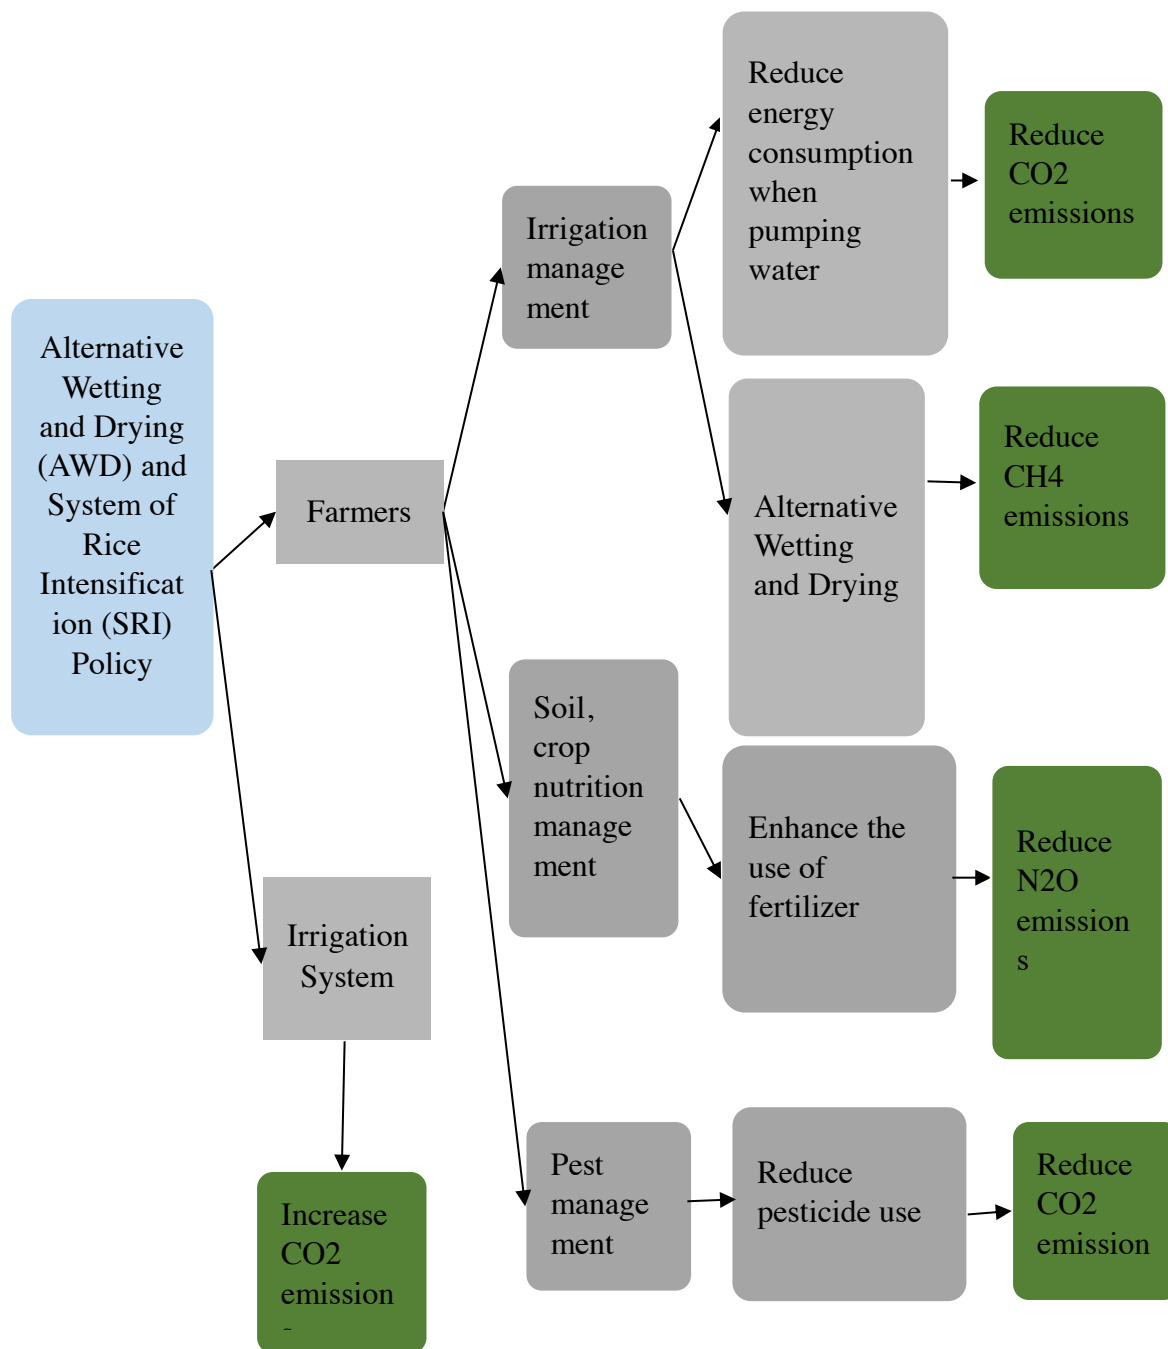 Alternative
Wetting
and Drying
(AWD) and
System of
Rice
Intensificat
ion (SRI)
Policy
Farmers
Irrigation
System
Increase
CO2
emission
Irrigation
manage
ment
Soil,
crop
nutrition
manage
ment
Pest
manage
ment
Reduce
energy
consumption
when
pumping
water
Alternative
Wetting
and Drying
Enhance the
use of
fertilizer
Reduce
pesticide use
Reduce
CO2
emissions
Reduce
CH4
emissions
Reduce
N2O
emission
s
Reduce
CO2
emission